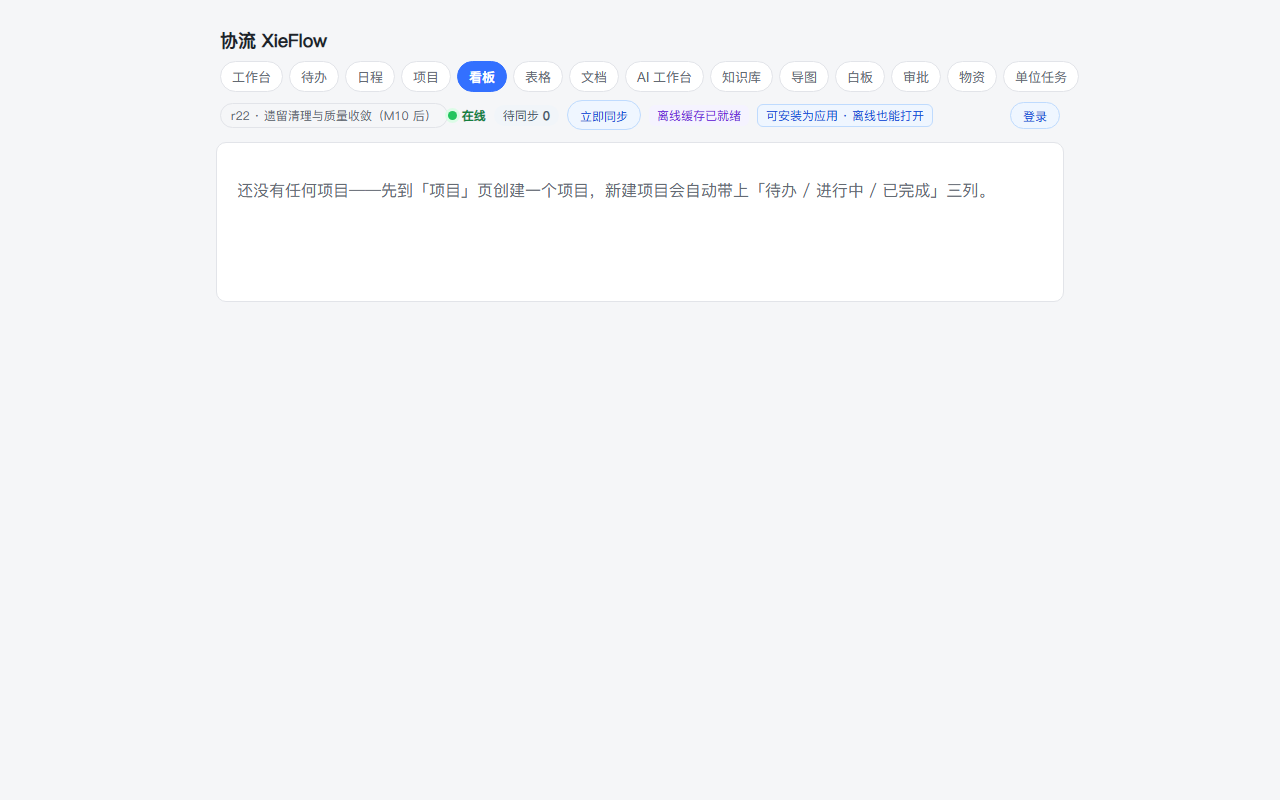 协流 XieFlow
工作台 待办 日程 项目 看板 表格 文档 AI 工作台 知识库 导图 白板 审批 物资 单位任务
r22 · 遗留清理与质量收敛（M10 后） 在线 待同步 0 立即同步 离线缓存已就绪 可安装为应用 · 离线也能打开 登录
还没有任何项目——先到「项目」页创建一个项目，新建项目会自动带上「待办 / 进行中 / 已完成」三列。